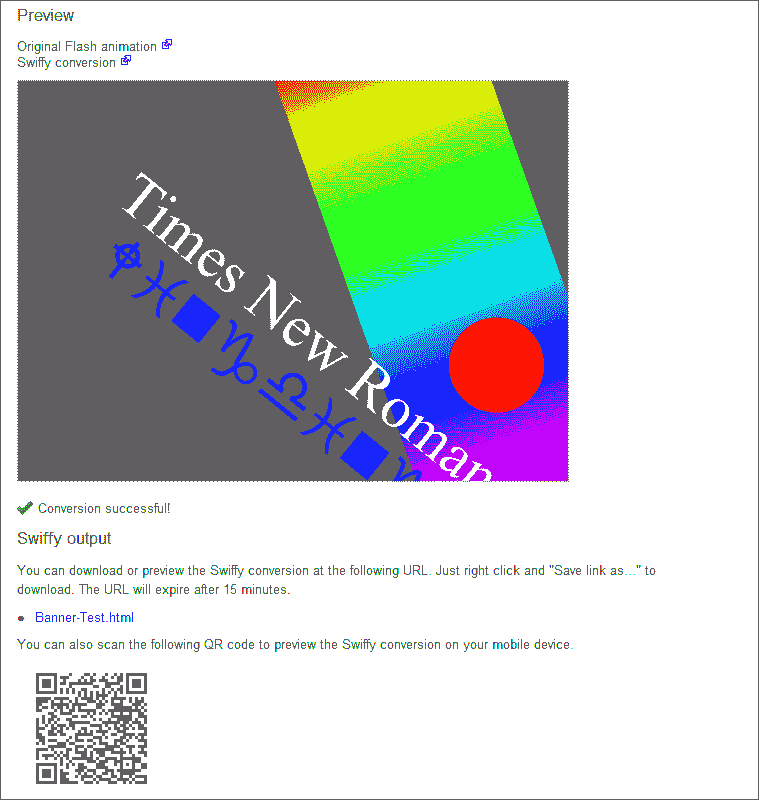 Preview
Original Flash animation
Swiffy conversion
Times New Roman
Conversion successful!
Swiffy output
You can download or preview the Swiffy conversion at the following URL. Just right click and "Save link as..." to
download. The URL will expire after 15 minutes.
Banner-Test.html
You can also scan the following QR code to preview the Swiffy conversion on your mobile device.